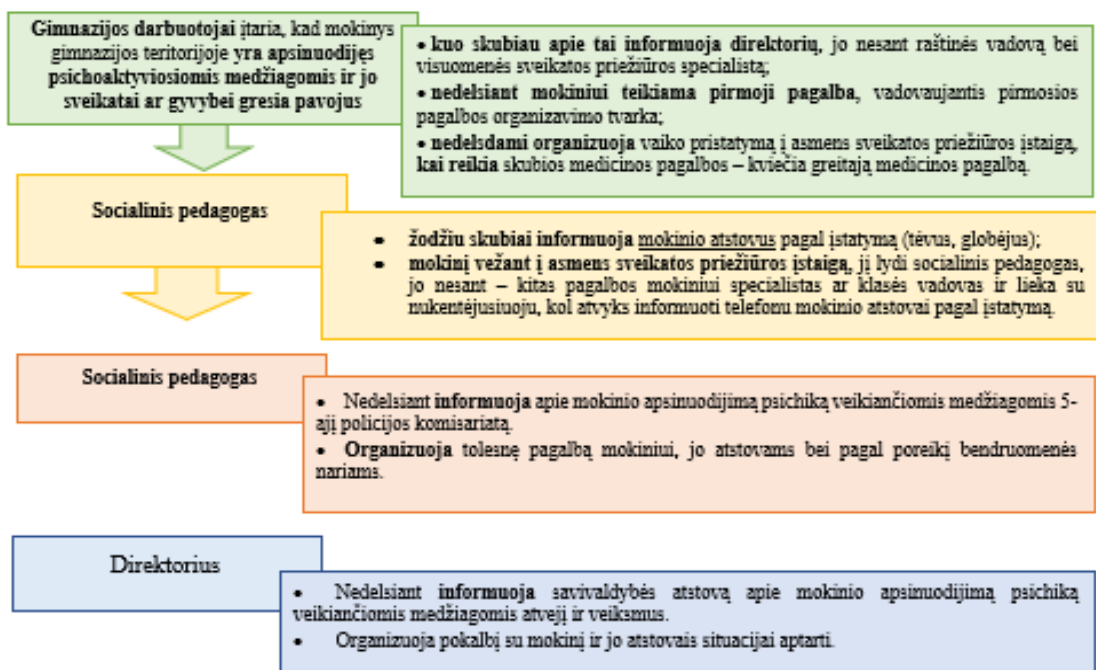 Gimnazijos darbuotojai įtaria, kad mokinys
gimnazijos teritorijoje yra apsinuodijęs
psichoaktyviosiomis medžiagomis ir jo
sveikatai ar gyvybei gresia pavojus
• kuo skubiau apie tai informuoja direktorių, jo nesant raštinės vadovą bei
visuomenės sveikatos priežiūros specialistą;
• nedelsiant mokiniui teikiama pirmoji pagalba, vadovaujantis pirmosios
pagalbos organizavimo tvarka;
• nedelsdami organizuoja vaiko pristatymą į asmens sveikatos priežiūros įstaigą,
kai reikia skubios medicinos pagalbos – kviečia greitąją medicinos pagalbą.
Socialinis pedagogas
• žodžiu skubiai informuoja mokinio atstovus pagal įstatymą (tėvus, globėjus);
• mokinį vežant į asmens sveikatos priežiūros įstaigą, jį lydi socialinis pedagogas,
jo nesant – kitas pagalbos mokiniui specialistas ar klasės vadovas ir lieka su
nukentėjusiuoju, kol atvyks informuoti telefonu mokinio atstovai pagal įstatymą.
Socialinis pedagogas
• Nedelsiant informuoja apie mokinio apsinuodijimą psichiką veikiančiomis medžiagomis 5-
ąjį policijos komisariatą.
• Organizuoja tolesnę pagalbą mokiniui, jo atstovams bei pagal poreikį bendruomenės
nariams.
Direktorius
• Nedelsiant informuoja savivaldybės atstovą apie mokinio apsinuodijimą psichiką
veikiančiomis medžiagomis atvejį ir veiksmus.
• Organizuoja pokalbį su mokinį ir jo atstovais situacijai aptarti.